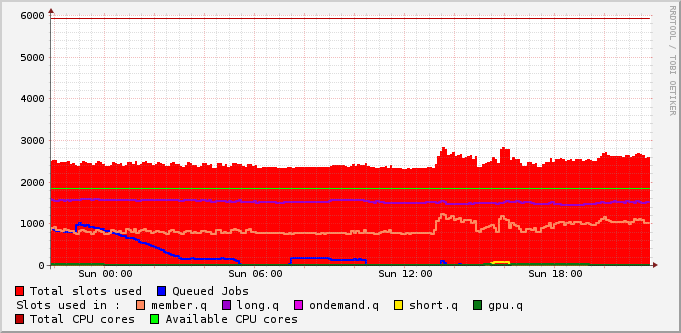 6000
5000
4000
3000
2000
1000
0
Sun 00:00 Sun 06:00 Sun 12:00 Sun 18:00
RRDTOOL / TOBI OETIKER
Total slots used Queued Jobs
Slots used in : member.q long.q ondemand.q short.q gpu.q
Total CPU cores Available CPU cores